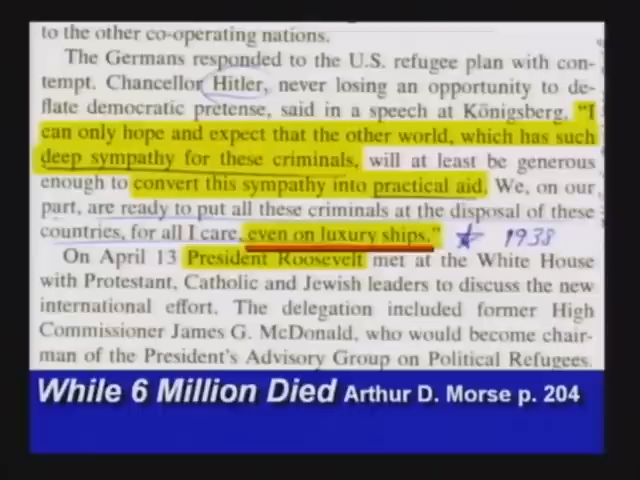 to the other co-operating nations.
The Germans responded to the U.S. refugee plan with con-
tempt. Chancellor Hitler, never losing an opportunity to de-
flate democratic pretense, said in a speech at Königsberg, "I
can only hope and expect that the other world, which has such
deep sympathy for these criminals, will at least be generous
enough to convert this sympathy into practical aid. We, on our
part, are ready to put all these criminals at the disposal of these
countries, for all I care, even on luxury ships." 1938
On April 13 President Roosevelt met at the White House
with Protestant, Catholic and Jewish leaders to discuss the new
international effort. The delegation included former High
Commissioner James G. McDonald, who would become chair-
man of the President's Advisory Group on Political Refugees.
While 6 Million Died Arthur D. Morse p. 204